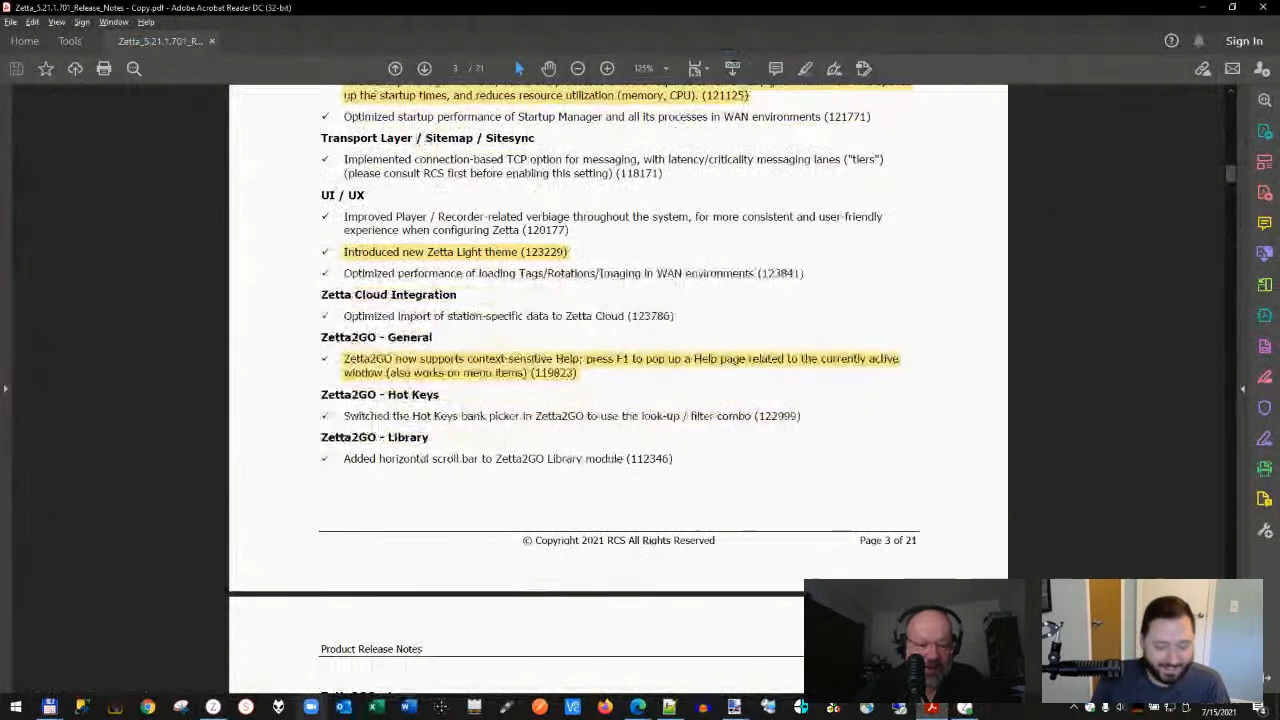 Zetta_5.21.1.701_Release_Notes - Copy.pdf - Adobe Acrobat Reader DC (32-bit)
File Edit View Sign Window Help
Home Tools Zetta_5.21.1.701_R... × Sign In
3 / 21 125%
up the startup times, and reduces resource utilization (memory, CPU). (121125)
✓ Optimized startup performance of Startup Manager and all its processes in WAN environments (121771)
Transport Layer / Sitemap / Sitesync
✓ Implemented connection-based TCP option for messaging, with latency/criticality messaging lanes ("tiers")
(please consult RCS first before enabling this setting) (118171)
UI / UX
✓ Improved Player / Recorder-related verbiage throughout the system, for more consistent and user-friendly
experience when configuring Zetta (120177)
✓ Introduced new Zetta Light theme (123229)
✓ Optimized performance of loading Tags/Rotations/Imaging in WAN environments (123841)
Zetta Cloud Integration
✓ Optimized import of station-specific data to Zetta Cloud (123786)
Zetta2GO - General
✓ Zetta2GO now supports context-sensitive Help; press F1 to pop up a Help page related to the currently active
window (also works on menu items) (119823)
Zetta2GO - Hot Keys
✓ Switched the Hot Keys bank picker in Zetta2GO to use the look-up / filter combo (122999)
Zetta2GO - Library
✓ Added horizontal scroll bar to Zetta2GO Library module (112346)
© Copyright 2021 RCS All Rights Reserved Page 3 of 21
Product Release Notes
7/15/2021